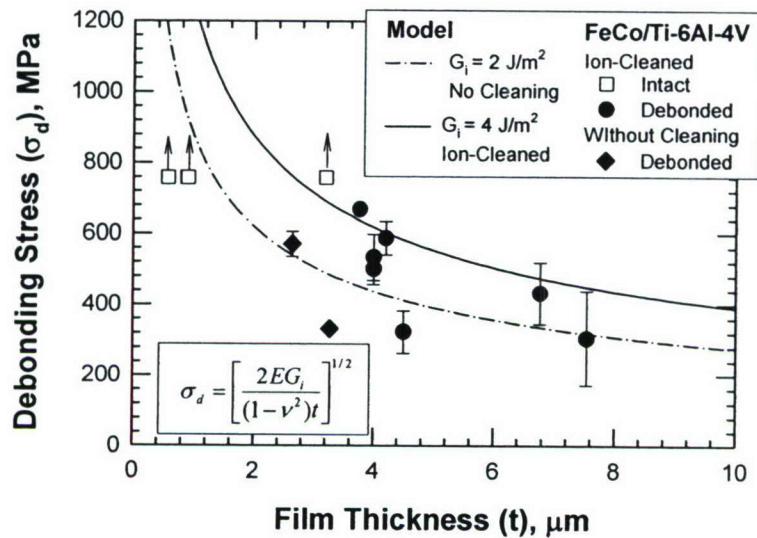 Debonding Stress (σd), MPa
1200
1000
800
600
400
200
0
0 2 4 6 8 10
Film Thickness (t), μm
Model
Gi = 2 J/m²
No Cleaning
Gi = 4 J/m²
Ion-Cleaned
FeCo/Ti-6Al-4V
Ion-Cleaned
Intact
Debonded
WIthout Cleaning
Debonded
σd = [2EGi / (1 − ν²)t]^1/2